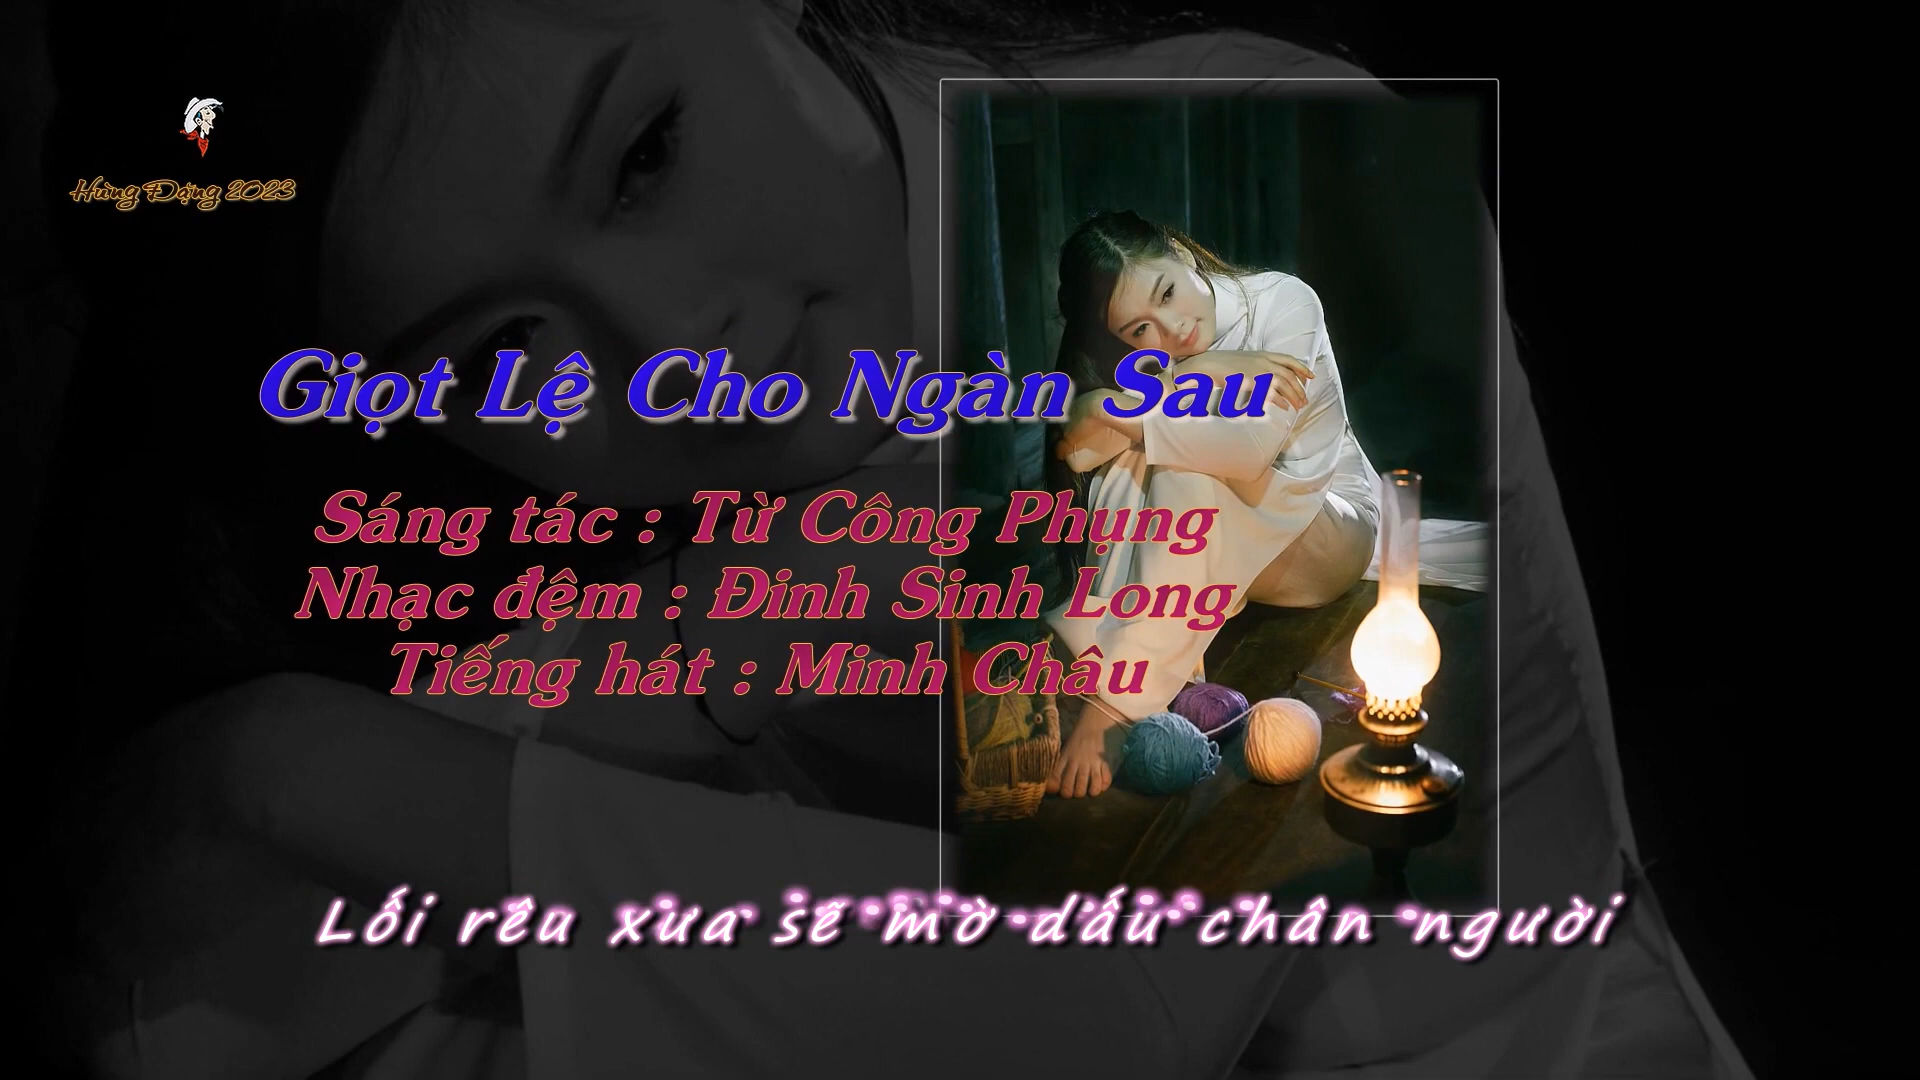 Hưng Đặng 2023
Giọt Lệ Cho Ngàn Sau
Sáng tác : Từ Công Phụng
Nhạc đệm : Đinh Sinh Long
Tiếng hát : Minh Châu
Lối rêu xưa sẽ mờ dấu chân người